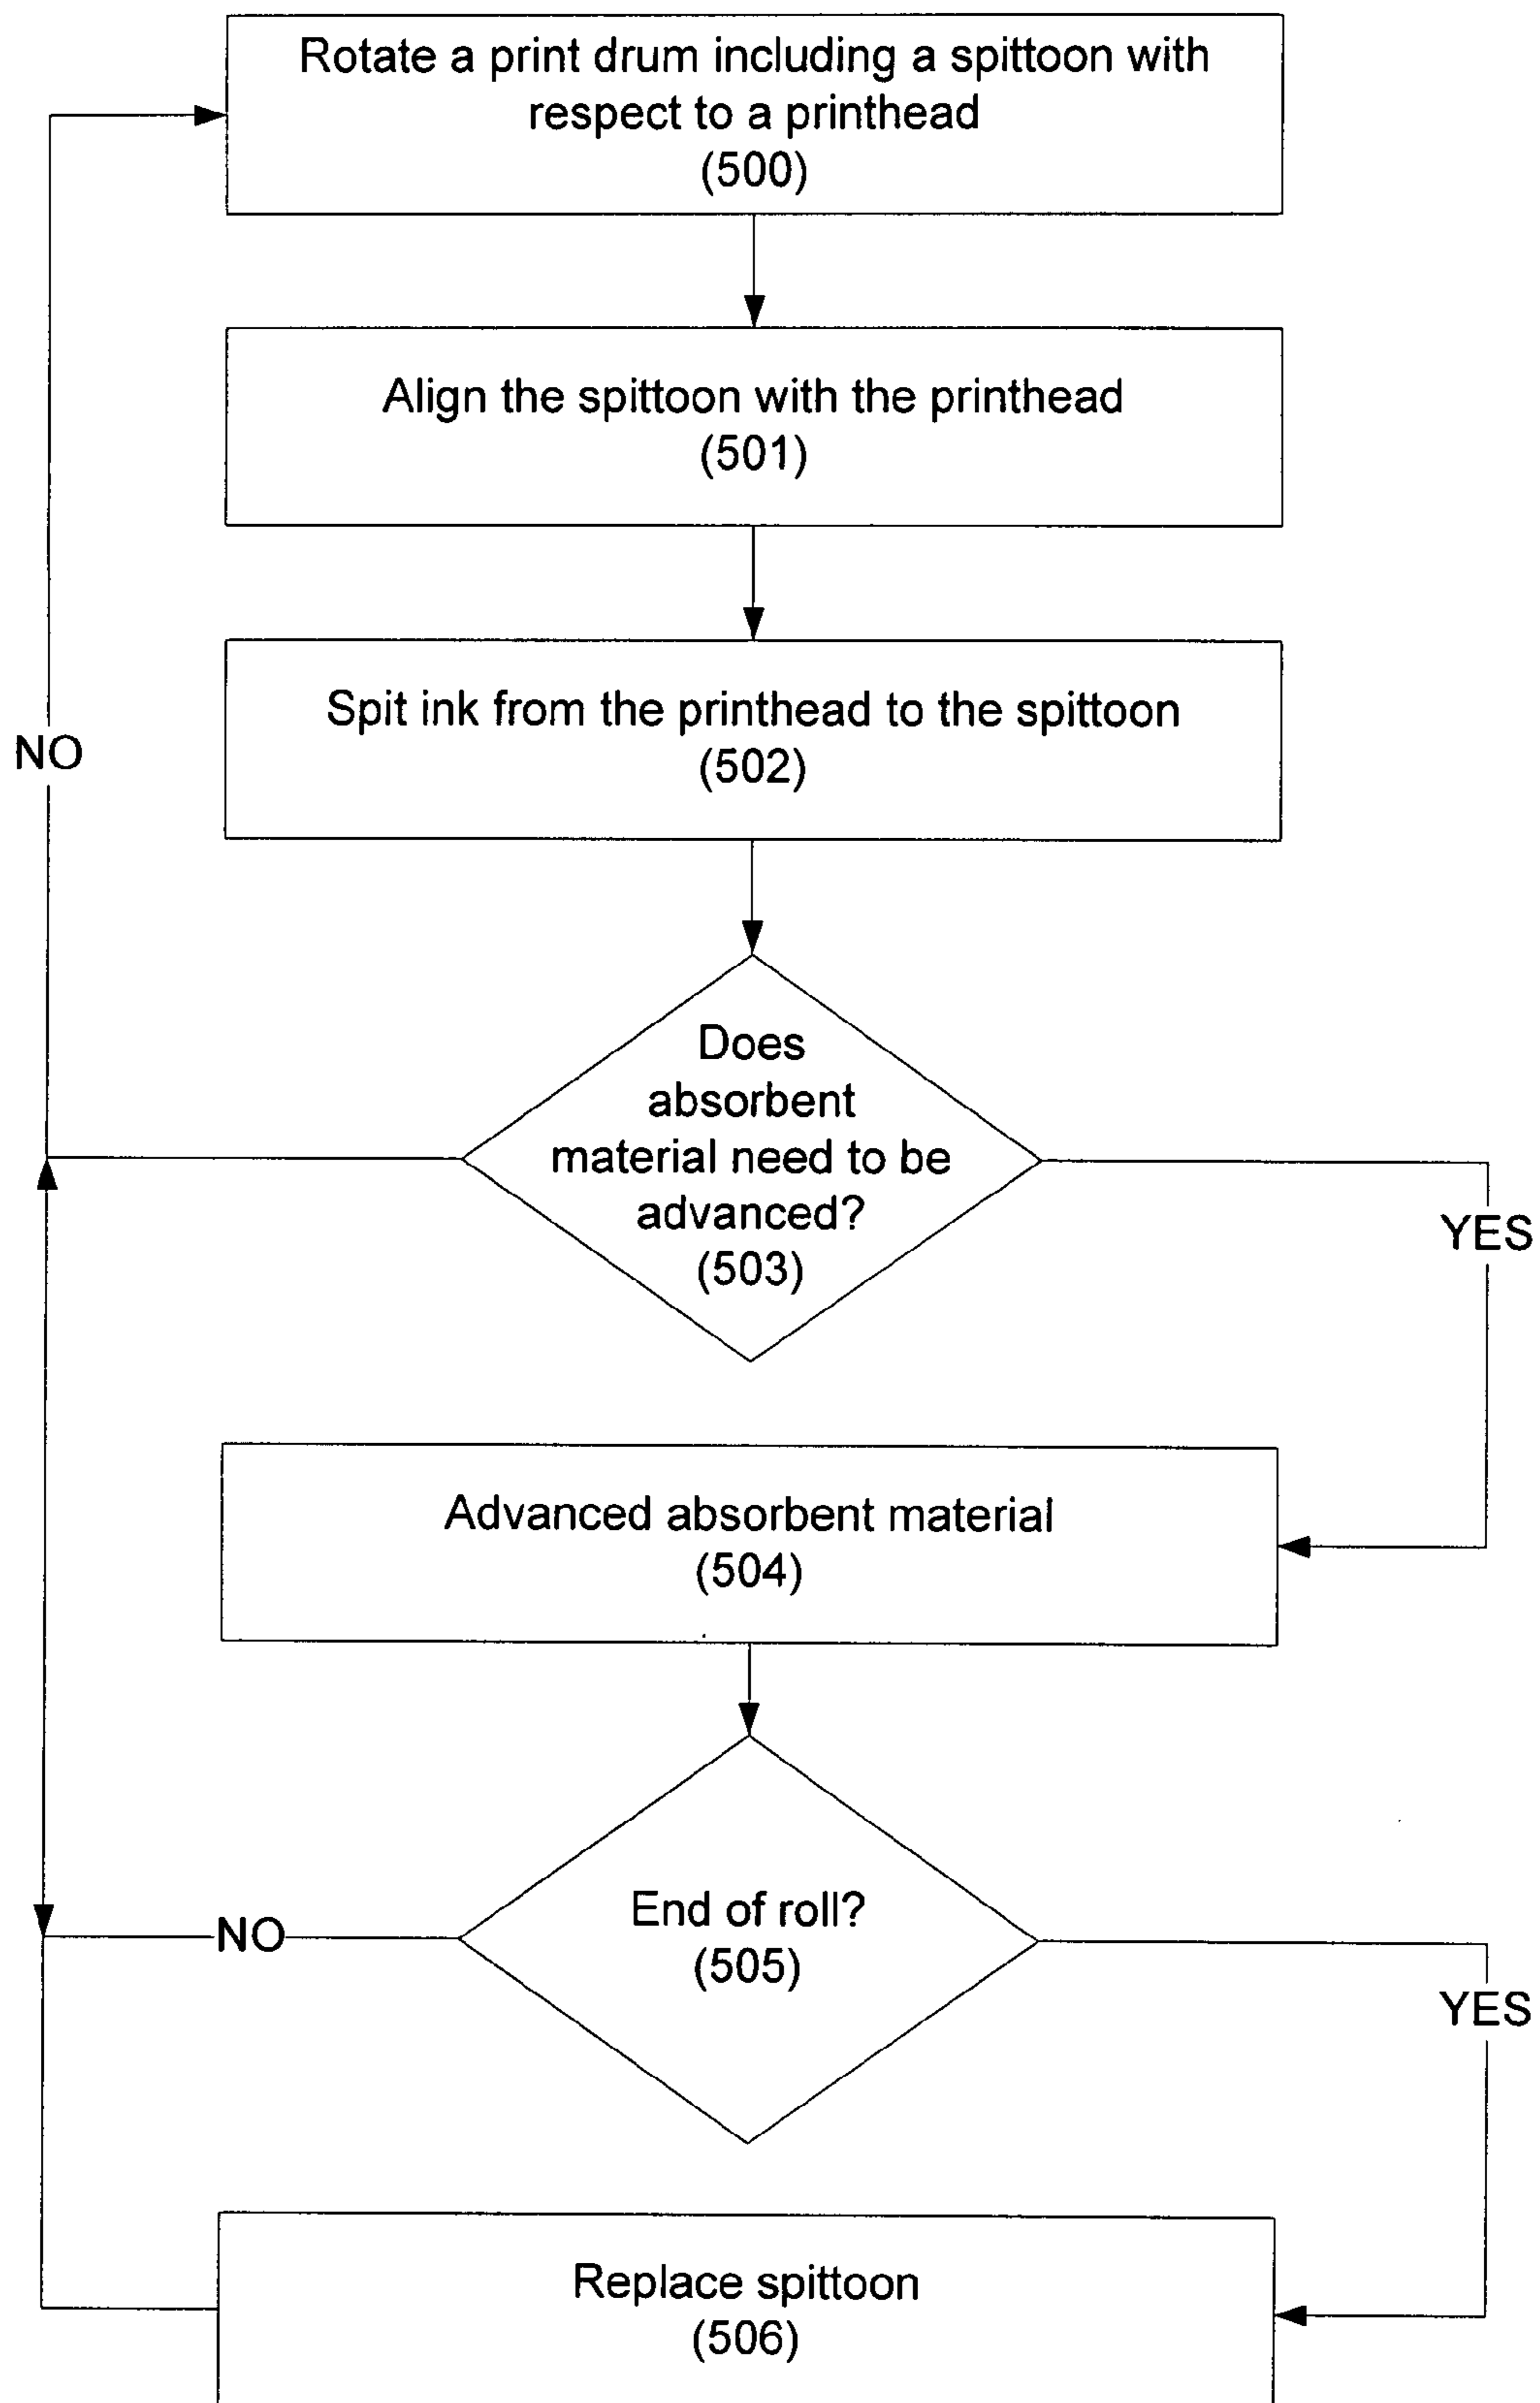 Rotate a print drum including a spittoon with
respect to a printhead
(500)
Align the spittoon with the printhead
(501)
Spit ink from the printhead to the spittoon
(502)
NO
Does
absorbent
material need to be
advanced?
(503)
YES
Advanced absorbent material
(504)
End of roll?
(505)
NO
YES
Replace spittoon
(506)